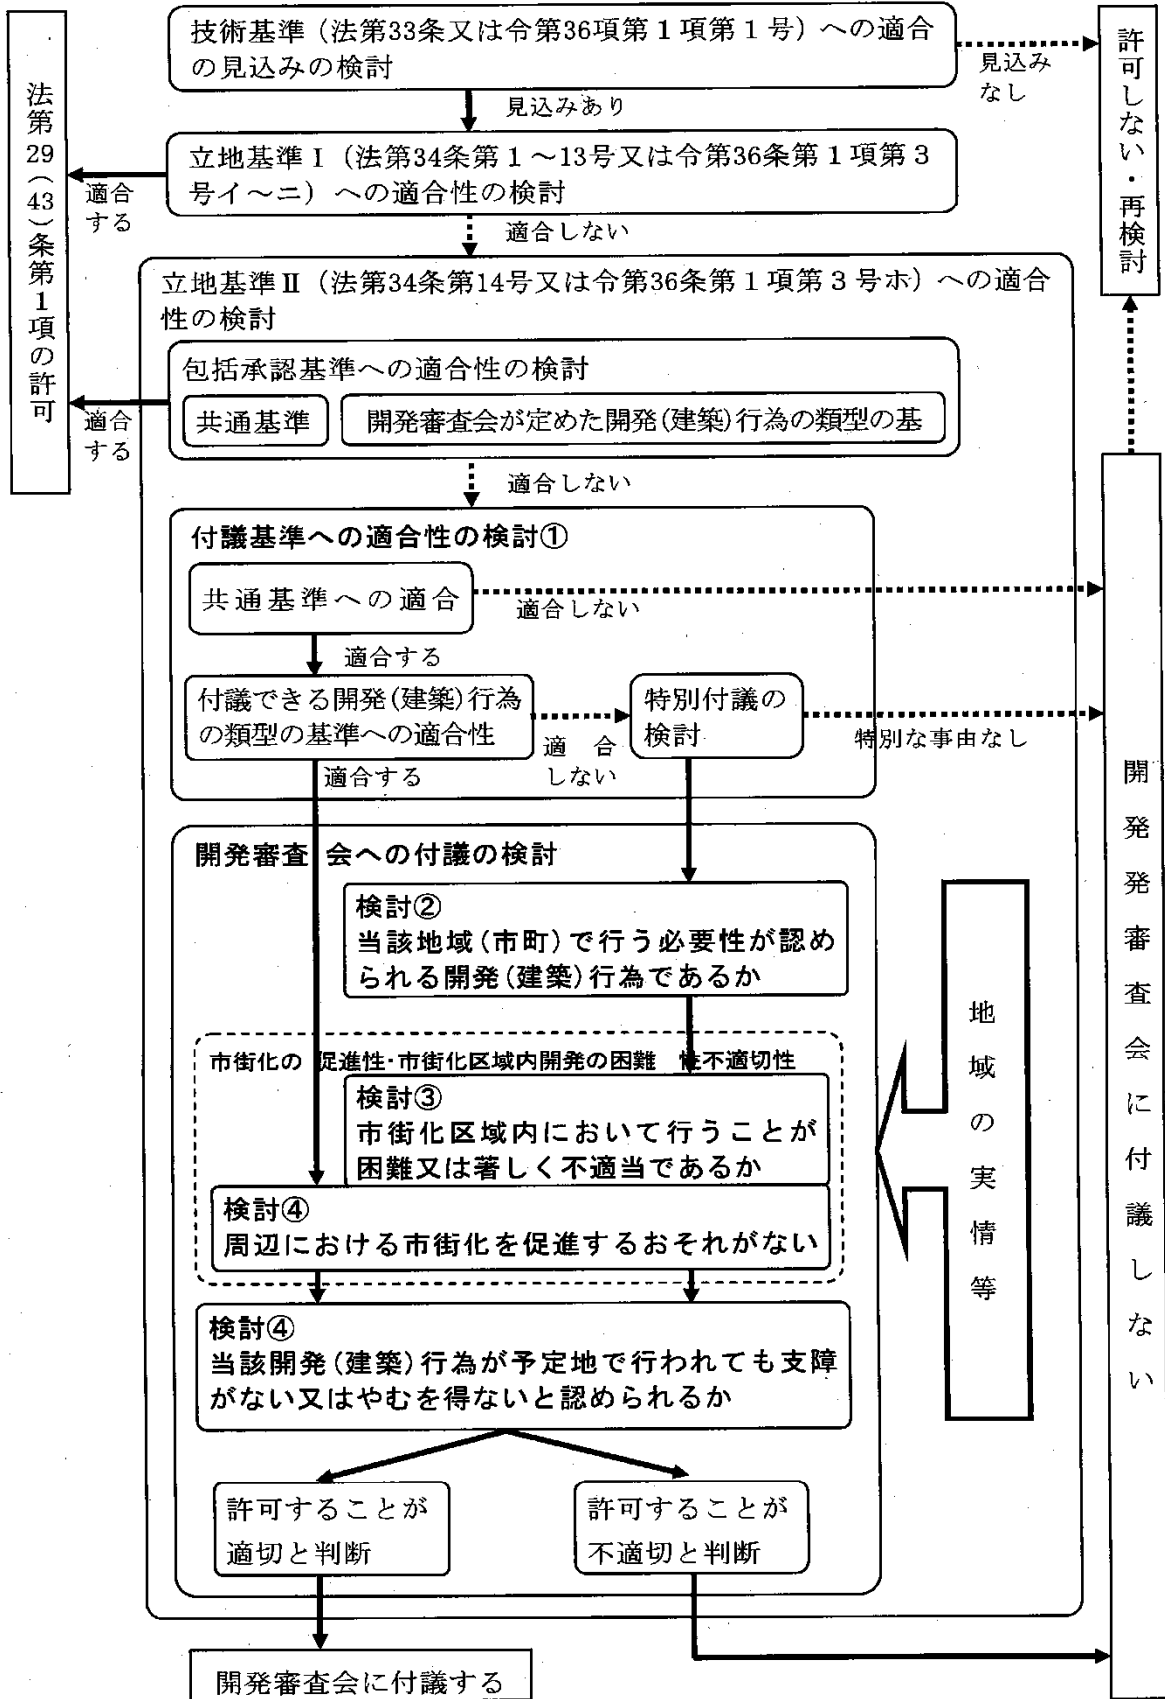 技術基準（法第33条又は令第36項第１項第１号）への適合
の見込みの検討
見込み
なし
許可しない・再検討
見込みあり
法第29（43）条第１項の許可
立地基準Ⅰ（法第34条第１～13号又は令第36条第１項第３
号イ～ニ）への適合性の検討
適合
する
適合しない
立地基準Ⅱ（法第34条第14号又は令第36条第１項第３号ホ）への適合
性の検討
包括承認基準への適合性の検討
共通基準
開発審査会が定めた開発(建築)行為の類型の基
適合
する
適合しない
付議基準への適合性の検討①
共通基準への適合
適合しない
適合する
付議できる開発(建築)行為
の類型の基準への適合性
適合
しない
特別付議の
検討
特別な事由なし
適合する
開発発審査会に付議しない
開発審査 会への付議の検討
検討②
当該地域(市町)で行う必要性が認め
られる開発(建築)行為であるか
地域の実情等
市街化の 促進性･市街化区域内開発の困難 性不適切性
検討③
市街化区域内において行うことが
困難又は著しく不適当であるか
検討④
周辺における市街化を促進するおそれがない
検討④
当該開発(建築)行為が予定地で行われても支障
がない又はやむを得ないと認められるか
許可することが
適切と判断
許可することが
不適切と判断
開発審査会に付議する